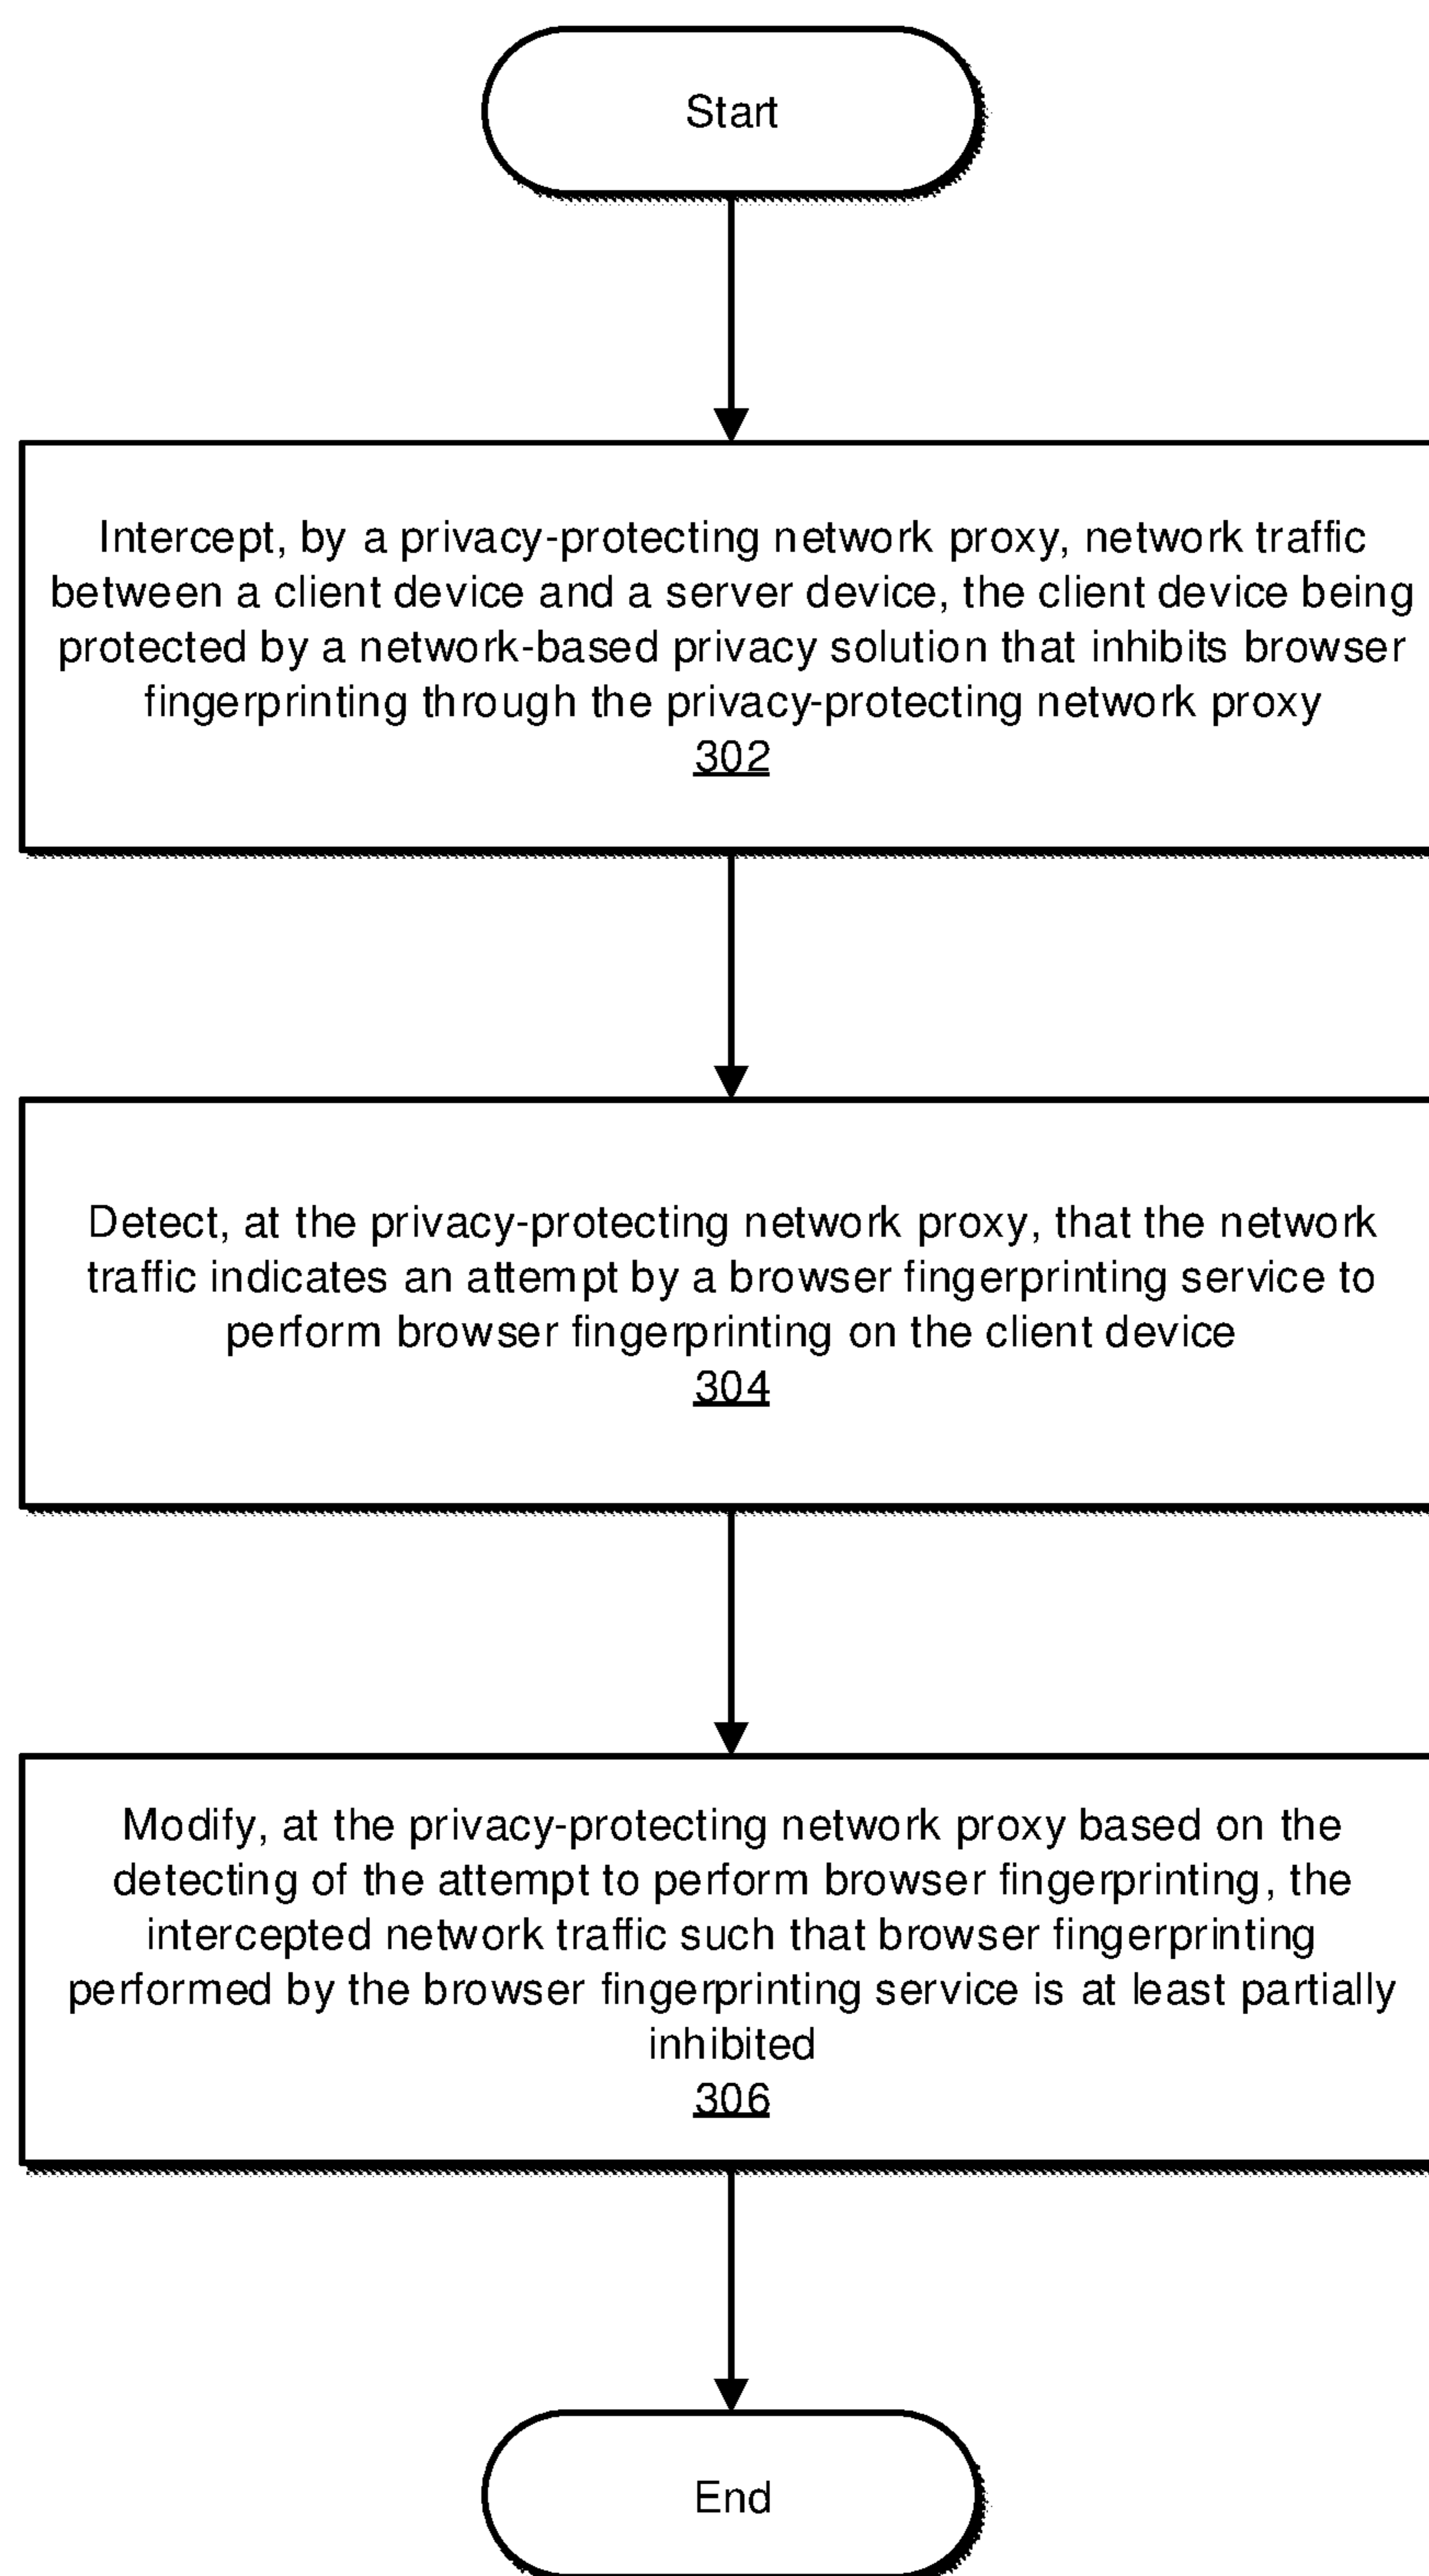 Start
Intercept, by a privacy-protecting network proxy, network traffic
between a client device and a server device, the client device being
protected by a network-based privacy solution that inhibits browser
fingerprinting through the privacy-protecting network proxy
302
Detect, at the privacy-protecting network proxy, that the network
traffic indicates an attempt by a browser fingerprinting service to
perform browser fingerprinting on the client device
304
Modify, at the privacy-protecting network proxy based on the
detecting of the attempt to perform browser fingerprinting, the
intercepted network traffic such that browser fingerprinting
performed by the browser fingerprinting service is at least partially
inhibited
306
End